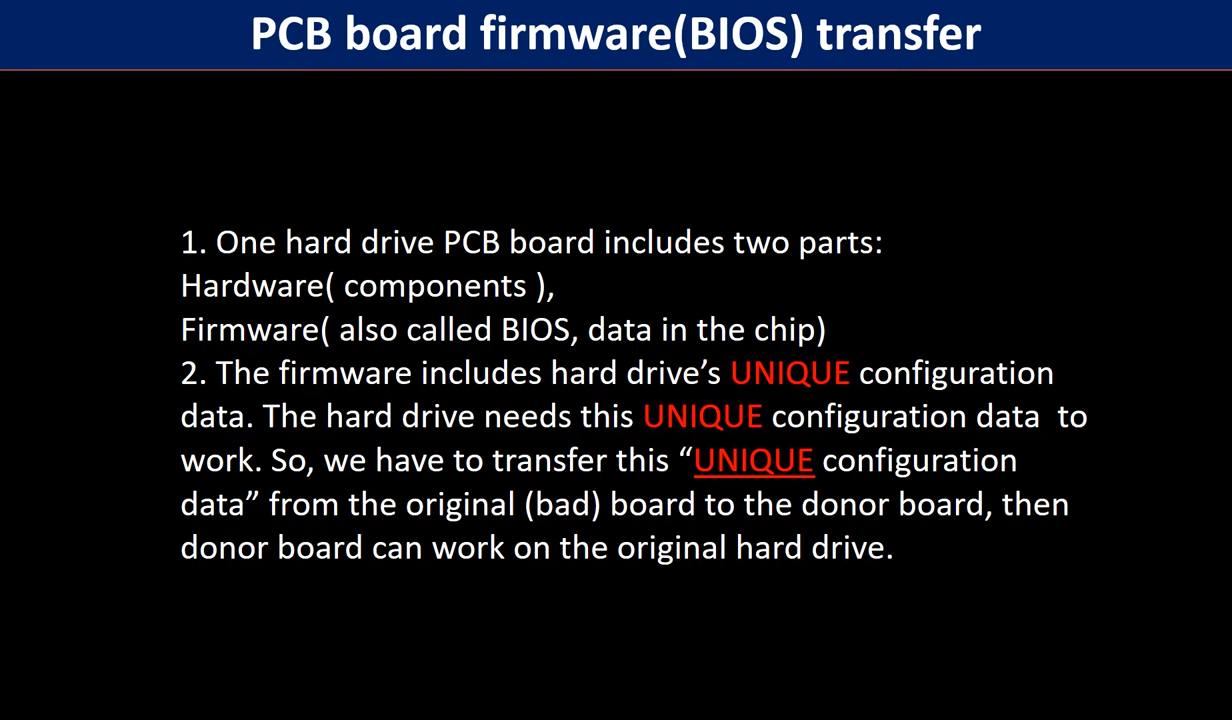 PCB board firmware(BIOS) transfer
1. One hard drive PCB board includes two parts:
Hardware( components ),
Firmware( also called BIOS, data in the chip)
2. The firmware includes hard drive’s UNIQUE configuration
data. The hard drive needs this UNIQUE configuration data  to
work. So, we have to transfer this “UNIQUE configuration
data” from the original (bad) board to the donor board, then
donor board can work on the original hard drive.